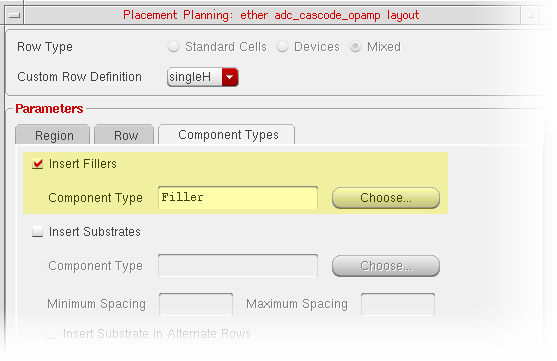 Placement Planning: ether adc_cascode_opamp layout
Row Type Standard Cells Devices Mixed
Custom Row Definition singleH
Parameters
Region Row Component Types
Insert Fillers
Component Type Filler Choose...
Insert Substrates
Component Type Choose...
Minimum Spacing Maximum Spacing
Insert Substrate in Alternate Rows